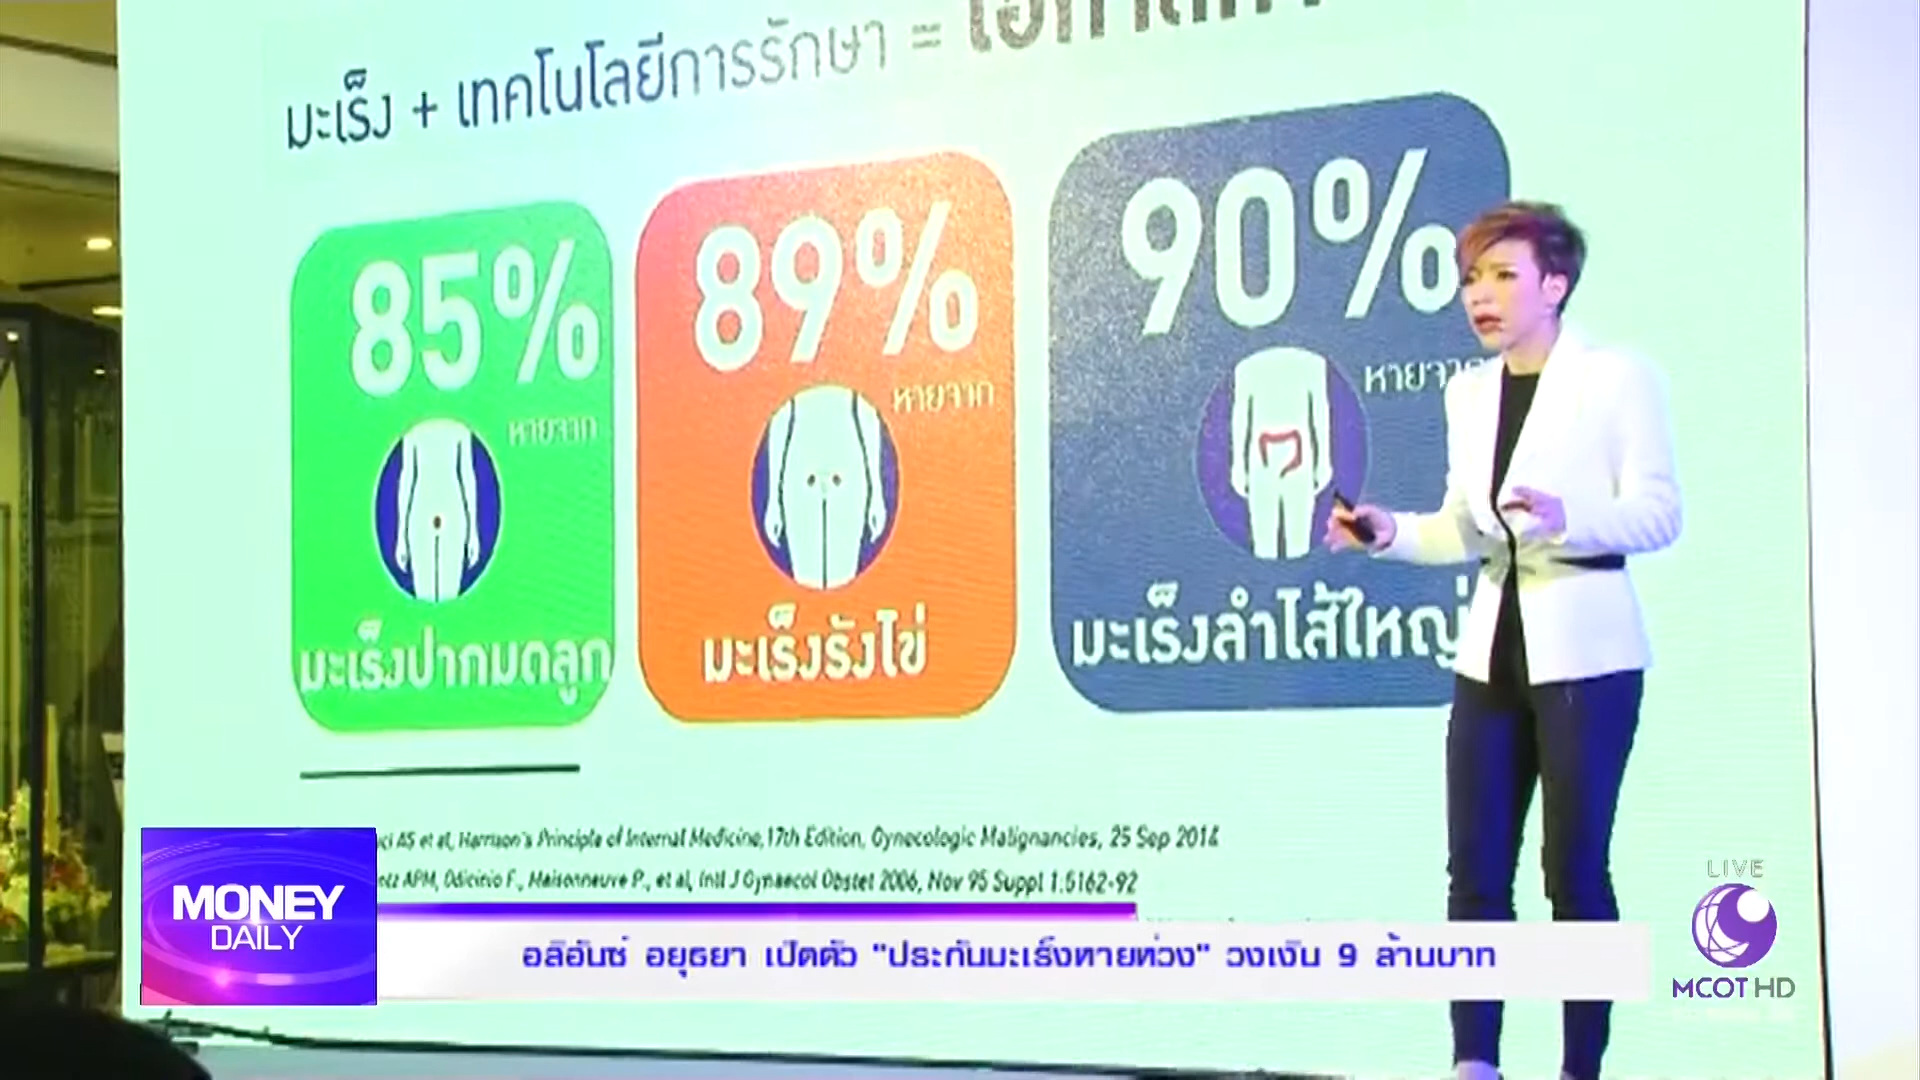 มะเร็ง + เทคโนโลยีการรักษา =
85%
หายจาก
มะเร็งปากมดลูก
89%
หายจาก
มะเร็งรังไข่
90%
มะเร็งลำไส้ใหญ่
AS et al, Harrison's Principle of Internal Medicine,17th Edition, Gynecologic Malignancies, 25 Sep 2014
APM, Odicinio F., Maisonneuve P., et al, Intl J Gynaecol Obstet 2006, Nov 95 Suppl 1.S162-92
MONEY
DAILY
อลิอันซ์ อยุธยา เปิดตัว "ประกันมะเร็งหายห่วง" วงเงิน 9 ล้านบาท
LIVE
MCOT HD